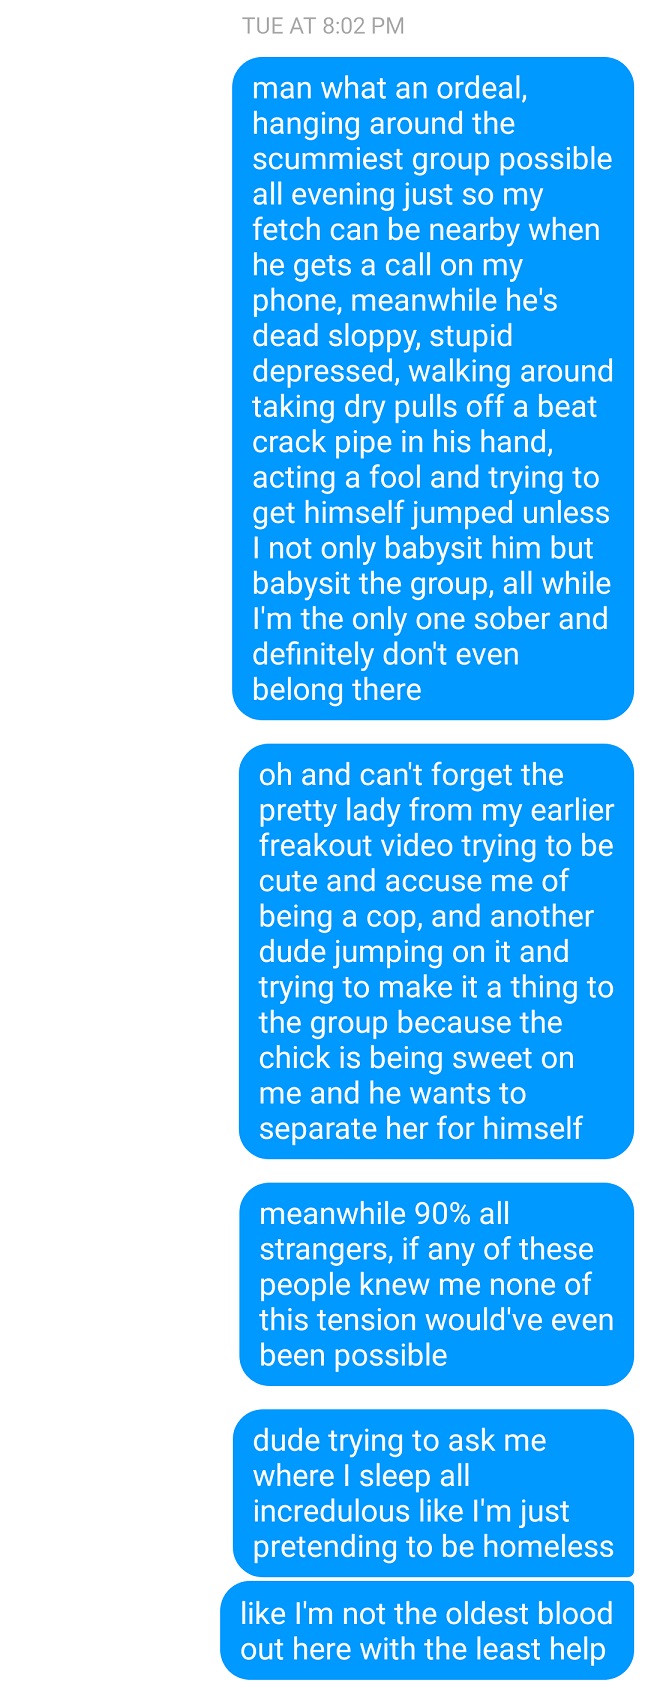 TUE AT 8:02 PM
man what an ordeal,
hanging around the
scummiest group possible
all evening just so my
fetch can be nearby when
he gets a call on my
phone, meanwhile he's
dead sloppy, stupid
depressed, walking around
taking dry pulls off a beat
crack pipe in his hand,
acting a fool and trying to
get himself jumped unless
I not only babysit him but
babysit the group, all while
I'm the only one sober and
definitely don't even
belong there
oh and can't forget the
pretty lady from my earlier
freakout video trying to be
cute and accuse me of
being a cop, and another
dude jumping on it and
trying to make it a thing to
the group because the
chick is being sweet on
me and he wants to
separate her for himself
meanwhile 90% all
strangers, if any of these
people knew me none of
this tension would've even
been possible
dude trying to ask me
where I sleep all
incredulous like I'm just
pretending to be homeless
like I'm not the oldest blood
out here with the least help